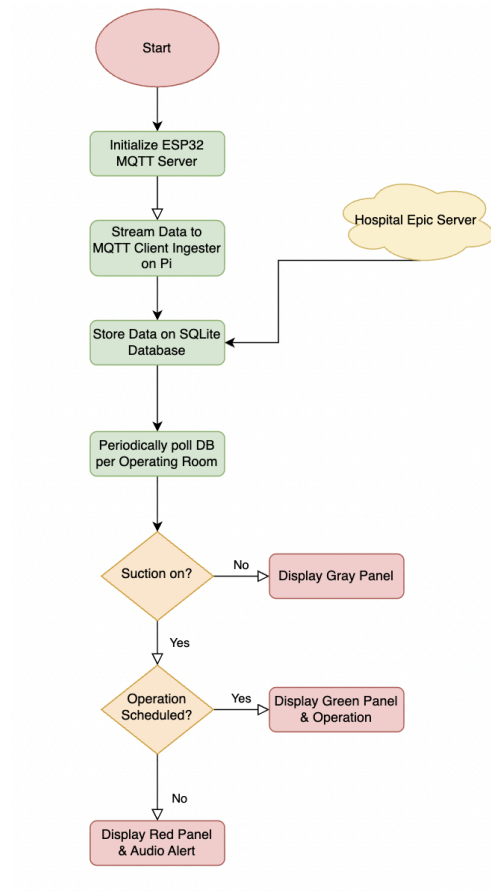 Start
Initialize ESP32
MQTT Server
Hospital Epic Server
Stream Data to
MQTT Client Ingester
on Pi
Store Data on SQLite
Database
Periodically poll DB
per Operating Room
Suction on?
No
Display Gray Panel
Yes
Operation
Scheduled?
Yes
Display Green Panel
& Operation
No
Display Red Panel
& Audio Alert